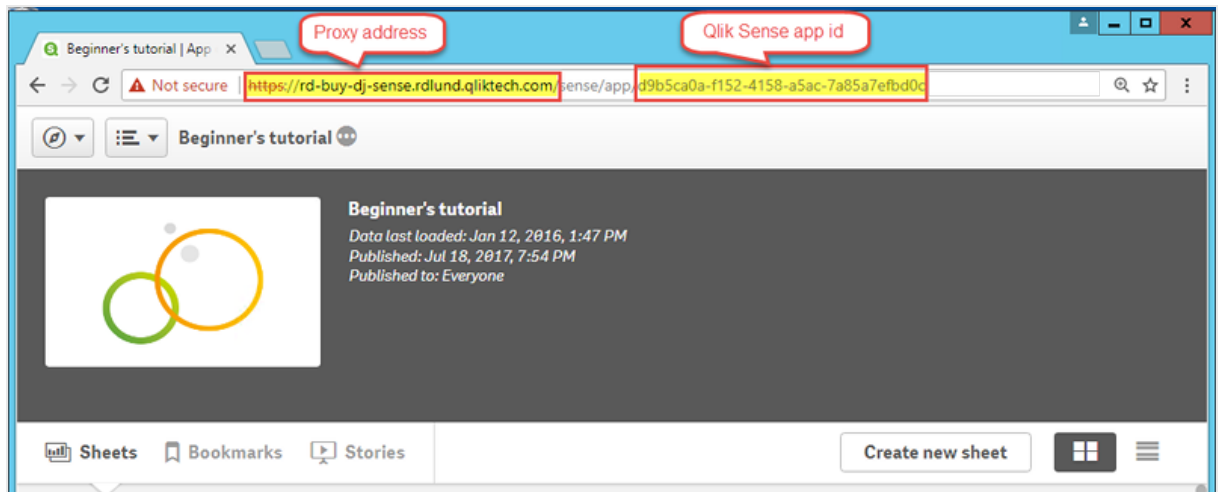 Proxy address
Qlik Sense app id
Beginner's tutorial | App
Not secure | https://rd-buy-dj-sense.rdlund.qliktech.com/sense/app/d9b5ca0a-f152-4158-a5ac-7a85a7efbd0c
Beginner's tutorial
Beginner's tutorial
Data last loaded: Jan 12, 2016, 1:47 PM
Published: Jul 18, 2017, 7:54 PM
Published to: Everyone
Sheets Bookmarks Stories Create new sheet